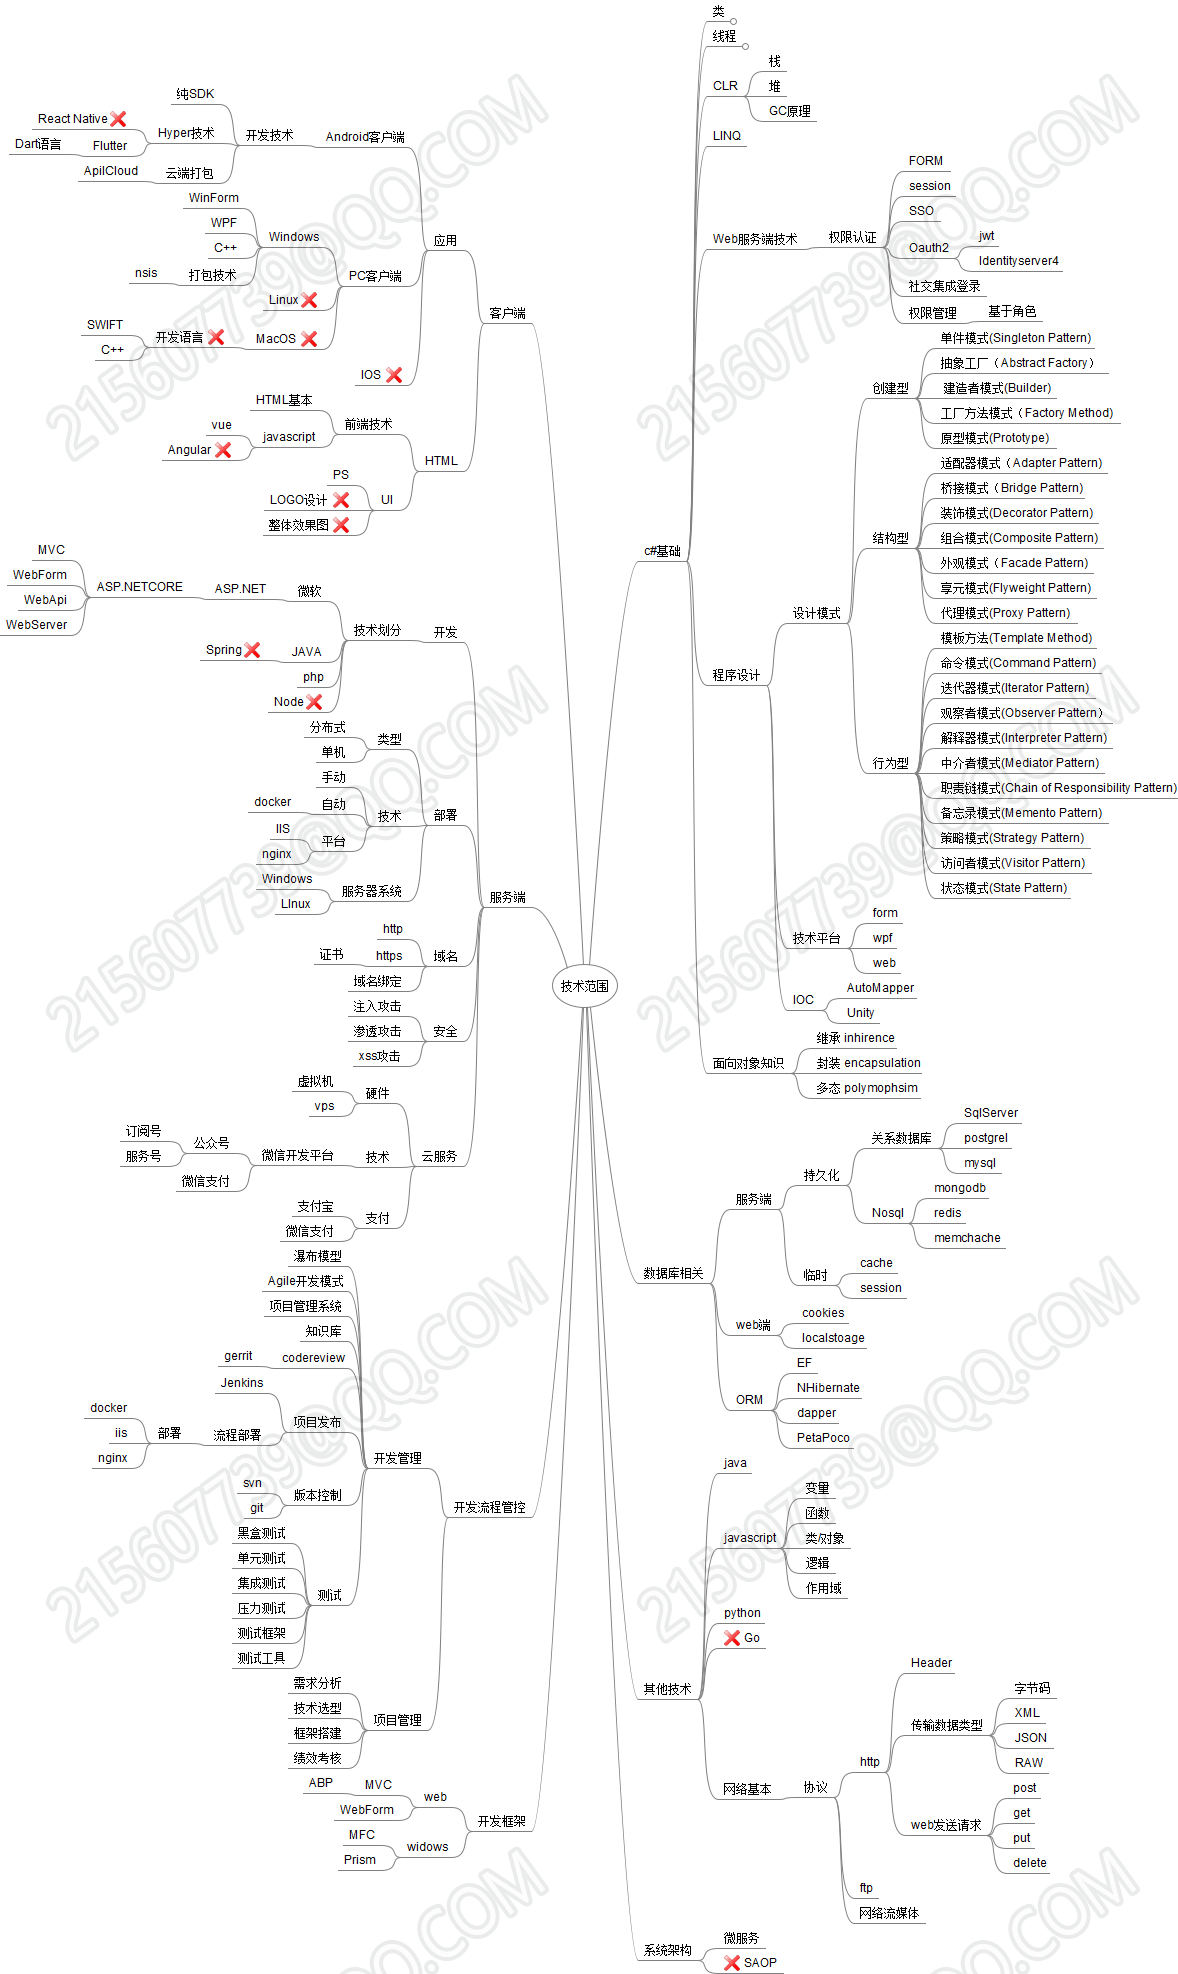 技术范围
客户端
应用
Android客户端
开发技术
纯SDK
Hyper技术
React Native
Flutter
Dart语言
云端打包
ApilCloud
PC客户端
Windows
WinForm
WPF
C++
打包技术
nsis
Linux
MacOS
开发语言
SWIFT
C++
IOS
HTML
前端技术
HTML基本
javascript
vue
Angular
UI
PS
LOGO设计
整体效果图
服务端
开发
技术划分
微软
ASP.NET
ASP.NETCORE
MVC
WebForm
WebApi
WebServer
JAVA
Spring
php
Node
部署
类型
分布式
单机
技术
手动
自动
docker
平台
IIS
nginx
服务器系统
Windows
LInux
域名
http
https
证书
域名绑定
安全
注入攻击
渗透攻击
xss攻击
云服务
硬件
虚拟机
vps
技术
微信开发平台
公众号
订阅号
服务号
微信支付
支付
支付宝
微信支付
开发流程管控
开发管理
瀑布模型
Agile开发模式
项目管理系统
知识库
codereview
gerrit
项目发布
Jenkins
流程部署
部署
docker
iis
nginx
版本控制
svn
git
测试
黑盒测试
单元测试
集成测试
压力测试
测试框架
测试工具
项目管理
需求分析
技术选型
框架搭建
绩效考核
开发框架
web
MVC
ABP
WebForm
widows
MFC
Prism
c#基础
类
线程
CLR
栈
堆
GC原理
LINQ
Web服务端技术
权限认证
FORM
session
SSO
Oauth2
jwt
Identityserver4
社交集成登录
权限管理
基于角色
程序设计
设计模式
创建型
单件模式(Singleton Pattern)
抽象工厂（Abstract Factory）
建造者模式(Builder)
工厂方法模式（Factory Method)
原型模式(Prototype)
结构型
适配器模式（Adapter Pattern)
桥接模式（Bridge Pattern)
装饰模式(Decorator Pattern)
组合模式(Composite Pattern)
外观模式（Facade Pattern)
享元模式(Flyweight Pattern)
代理模式(Proxy Pattern)
行为型
模板方法(Template Method)
命令模式(Command Pattern)
迭代器模式(Iterator Pattern)
观察者模式(Observer Pattern）
解释器模式(Interpreter Pattern)
中介者模式(Mediator Pattern)
职责链模式(Chain of Responsibility Pattern)
备忘录模式(Memento Pattern)
策略模式(Strategy Pattern)
访问者模式(Visitor Pattern)
状态模式(State Pattern)
技术平台
form
wpf
web
IOC
AutoMapper
Unity
面向对象知识
继承 inhirence
封装 encapsulation
多态 polymophsim
数据库相关
服务端
持久化
关系数据库
SqlServer
postgrel
mysql
Nosql
mongodb
redis
memchache
临时
cache
session
web端
cookies
localstoage
ORM
EF
NHibernate
dapper
PetaPoco
其他技术
java
javascript
变量
函数
类/对象
逻辑
作用域
python
Go
网络基本
协议
http
Header
传输数据类型
字节码
XML
JSON
RAW
web发送请求
post
get
put
delete
ftp
网络流媒体
系统架构
微服务
SAOP
215607739@QQ.COM
215607739@QQ.COM
215607739@QQ.COM
215607739@QQ.COM
215607739@QQ.COM
215607739@QQ.COM
@QQ.COM
@QQ.COM